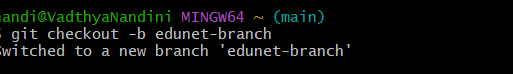 nandi@VadthyaNandini MINGW64 ~ (main)
$ git checkout -b edunet-branch
Switched to a new branch 'edunet-branch'